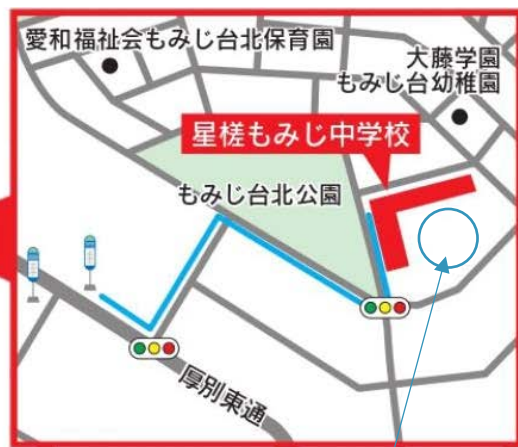 愛和福祉会もみじ台北保育園
大藤学園
もみじ台幼稚園
星槎もみじ中学校
もみじ台北公園
厚別東通